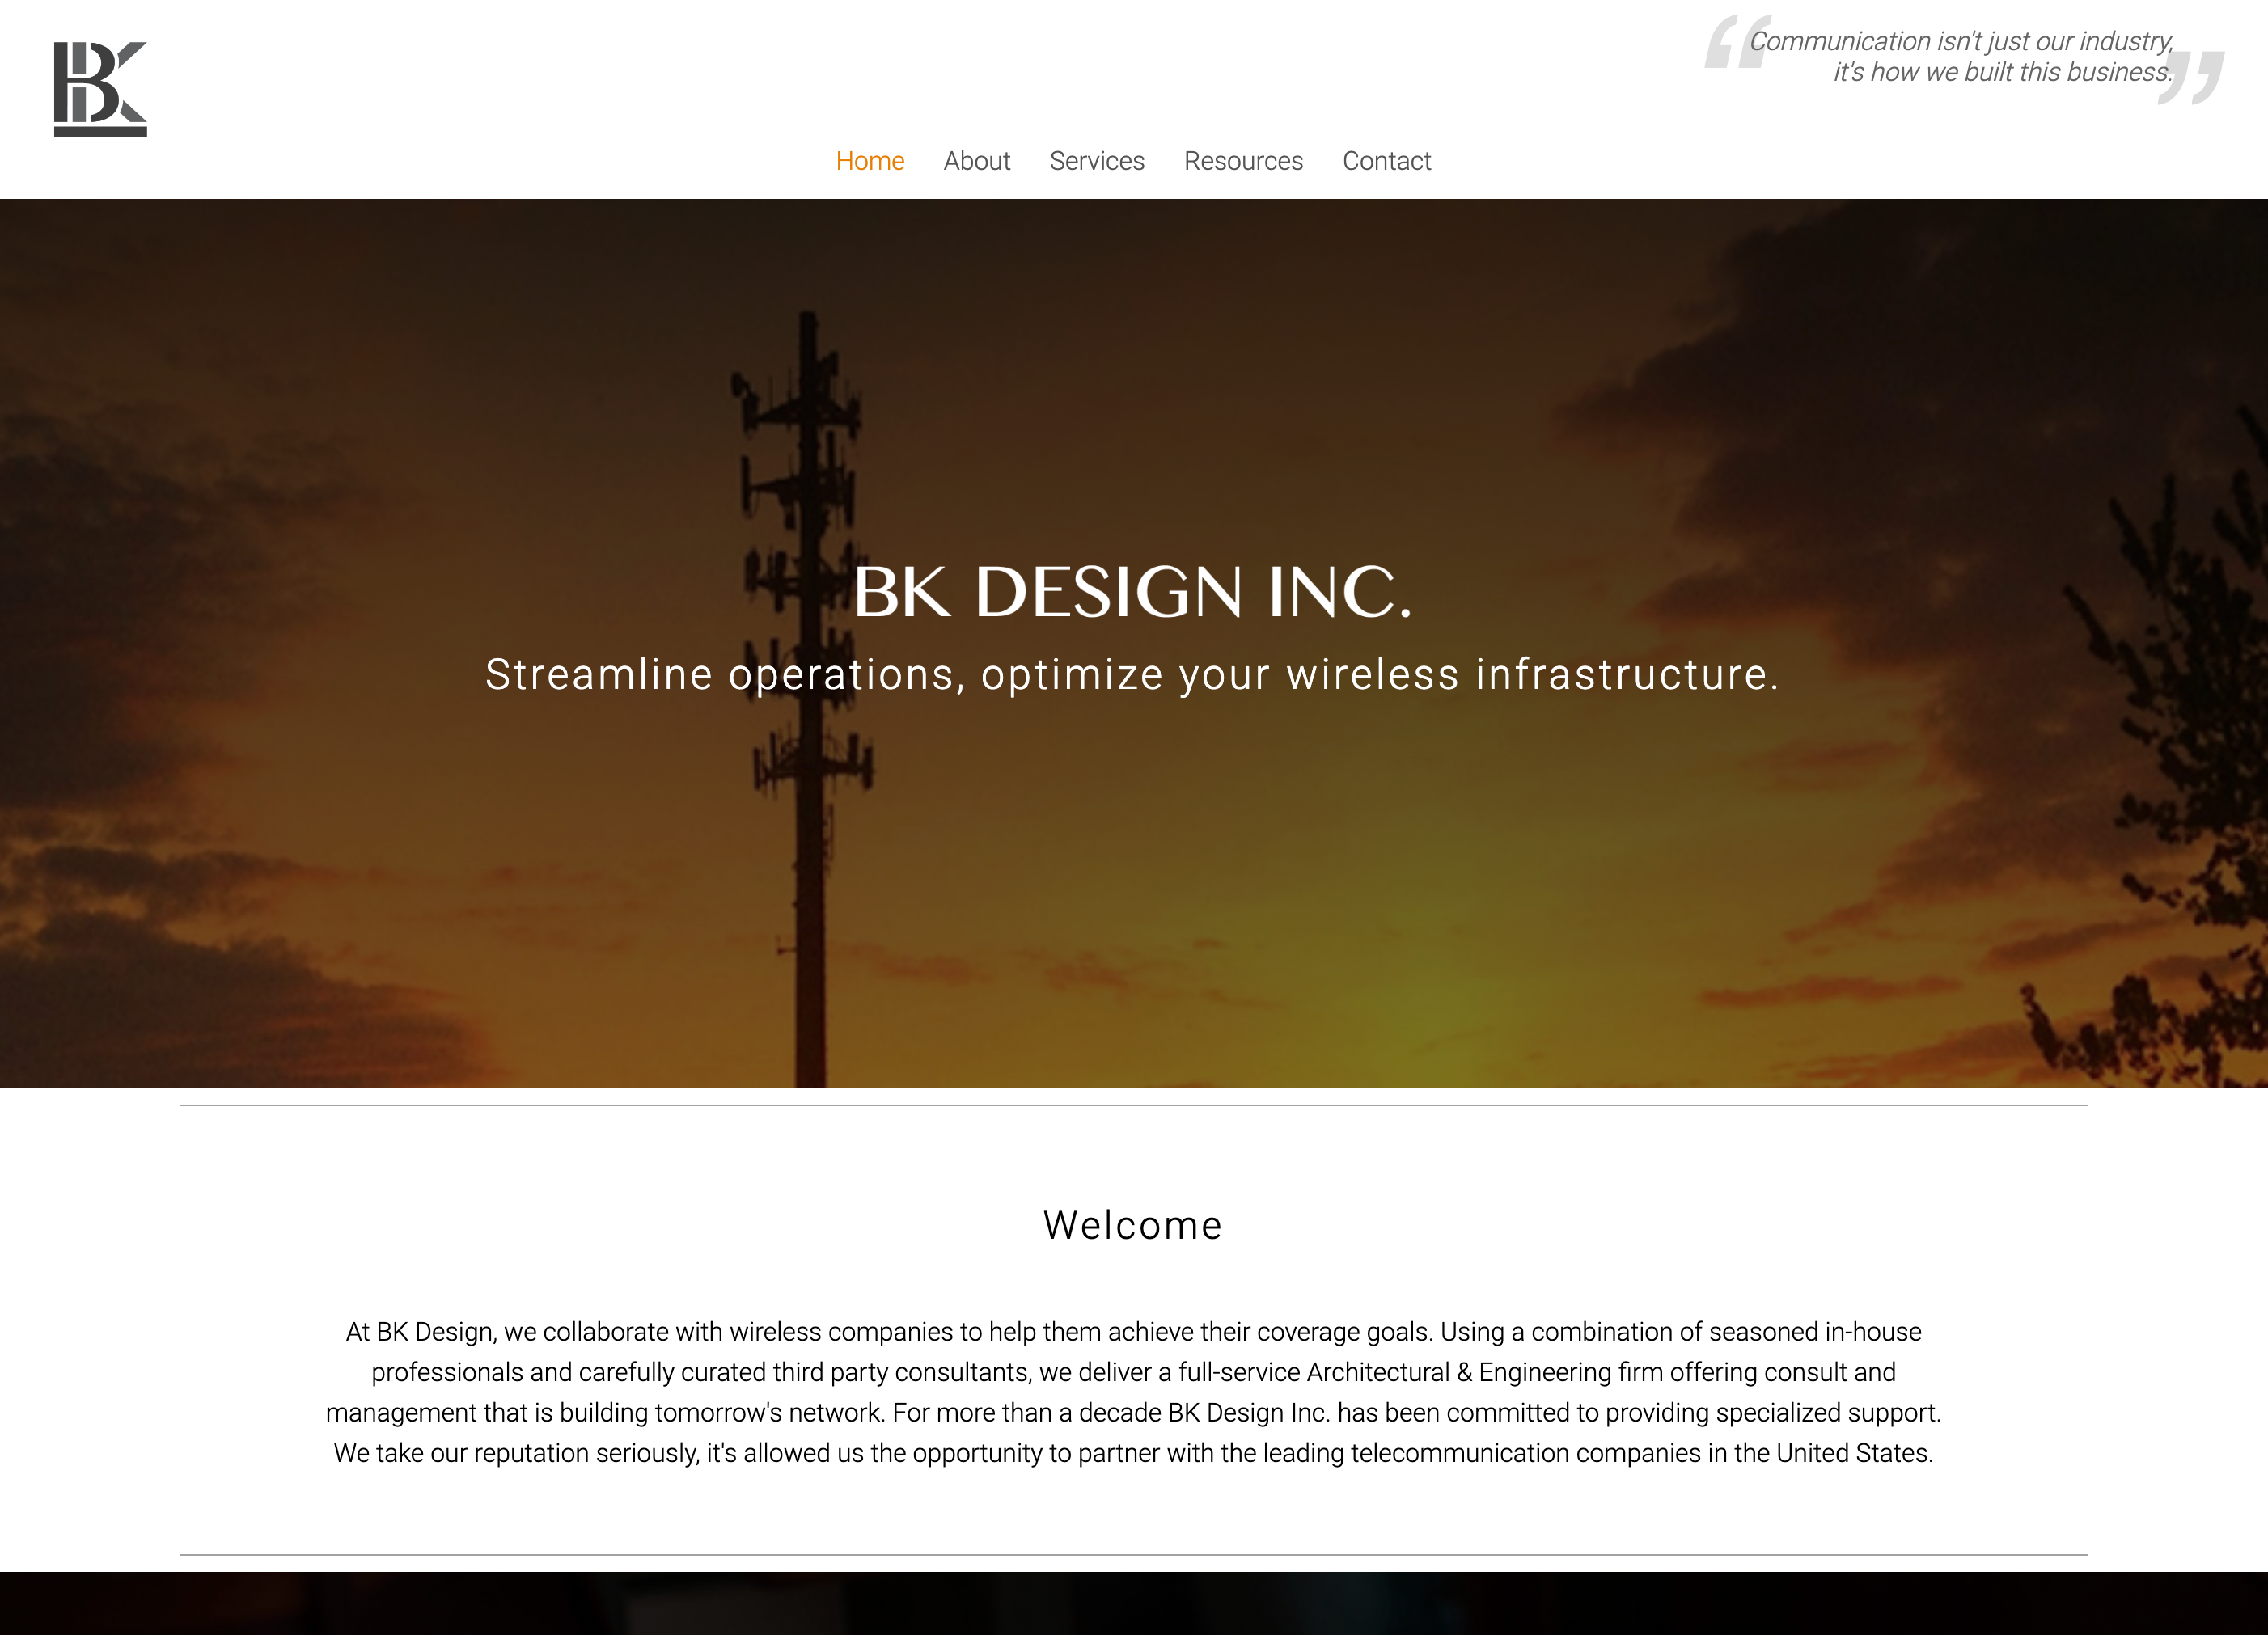 BK
Communication isn't just our industry,
it's how we built this business.
Home About Services Resources Contact
BK DESIGN INC.
Streamline operations, optimize your wireless infrastructure.
Welcome
At BK Design, we collaborate with wireless companies to help them achieve their coverage goals. Using a combination of seasoned in-house
professionals and carefully curated third party consultants, we deliver a full-service Architectural & Engineering firm offering consult and
management that is building tomorrow's network. For more than a decade BK Design Inc. has been committed to providing specialized support.
We take our reputation seriously, it's allowed us the opportunity to partner with the leading telecommunication companies in the United States.